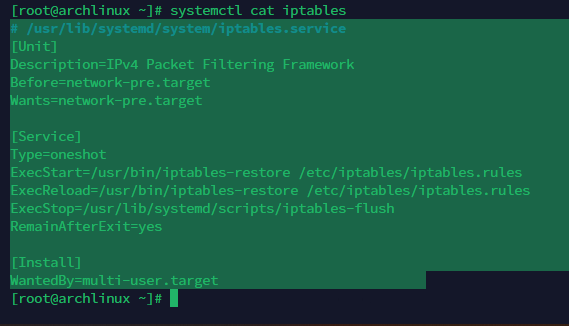 [root@archlinux ~]# systemctl cat iptables
# /usr/lib/systemd/system/iptables.service
[Unit]
Description=IPv4 Packet Filtering Framework
Before=network-pre.target
Wants=network-pre.target

[Service]
Type=oneshot
ExecStart=/usr/bin/iptables-restore /etc/iptables/iptables.rules
ExecReload=/usr/bin/iptables-restore /etc/iptables/iptables.rules
ExecStop=/usr/lib/systemd/scripts/iptables-flush
RemainAfterExit=yes

[Install]
WantedBy=multi-user.target
[root@archlinux ~]#